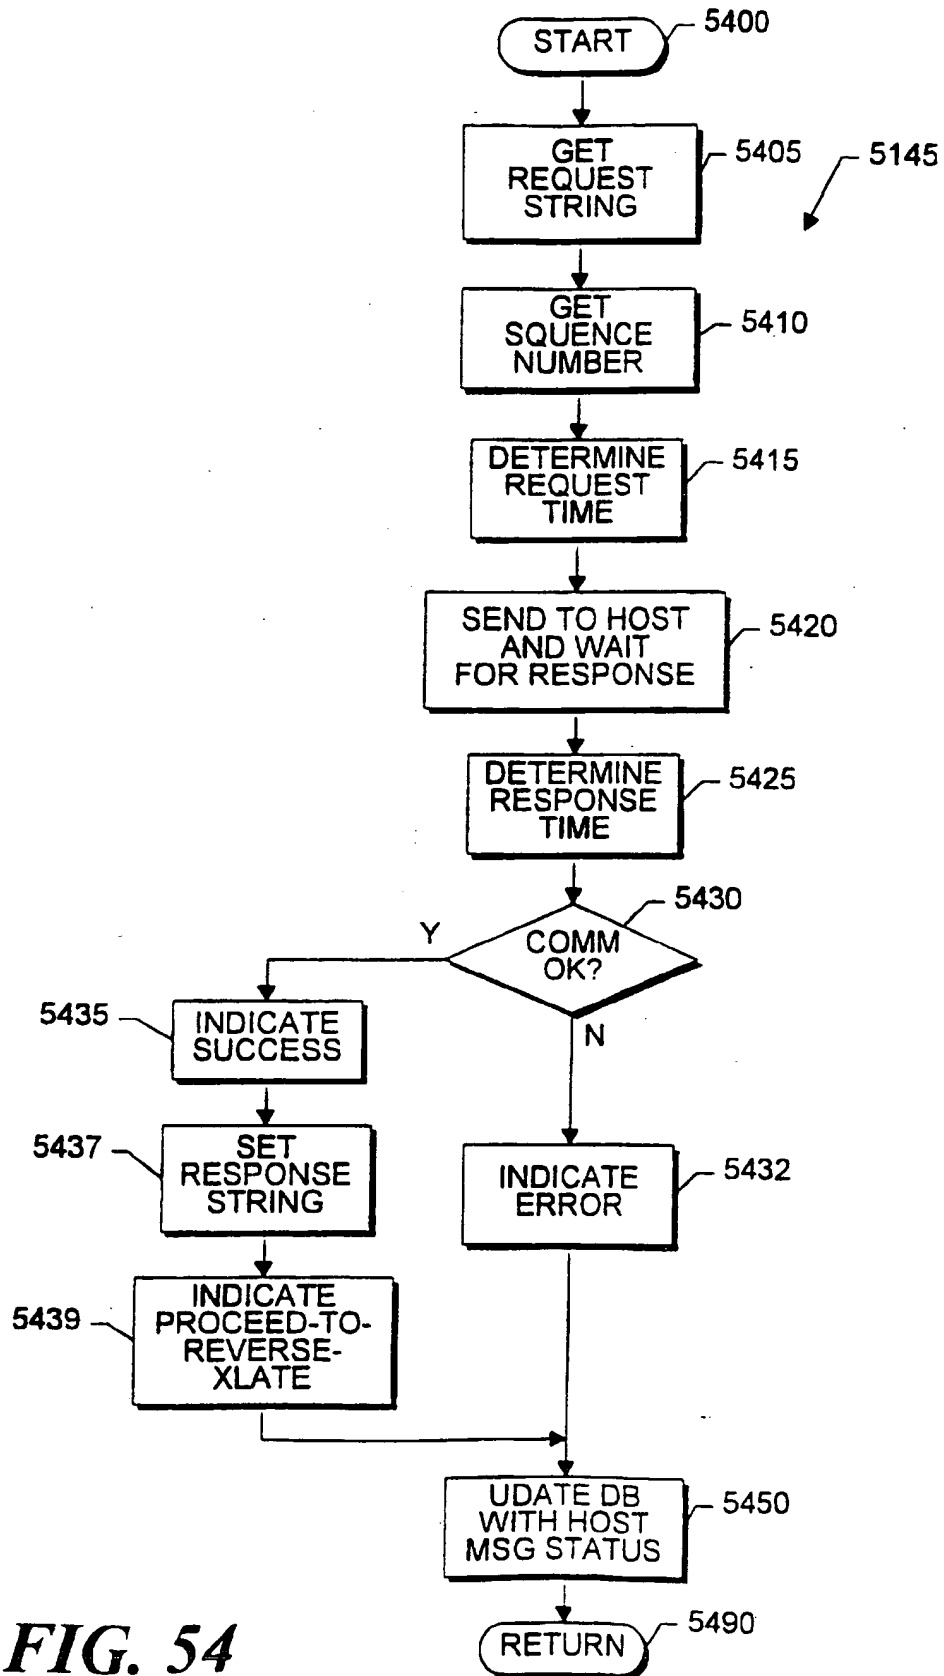 START
5400
GET
REQUEST
STRING
5405
5145
GET
SQUENCE
NUMBER
5410
DETERMINE
REQUEST
TIME
5415
SEND TO HOST
AND WAIT
FOR RESPONSE
5420
DETERMINE
RESPONSE
TIME
5425
COMM
OK?
5430
Y
N
5435
INDICATE
SUCCESS
5437
SET
RESPONSE
STRING
INDICATE
ERROR
5432
5439
INDICATE
PROCEED-TO-
REVERSE-
XLATE
UDATE DB
WITH HOST
MSG STATUS
5450
RETURN
5490
FIG. 54